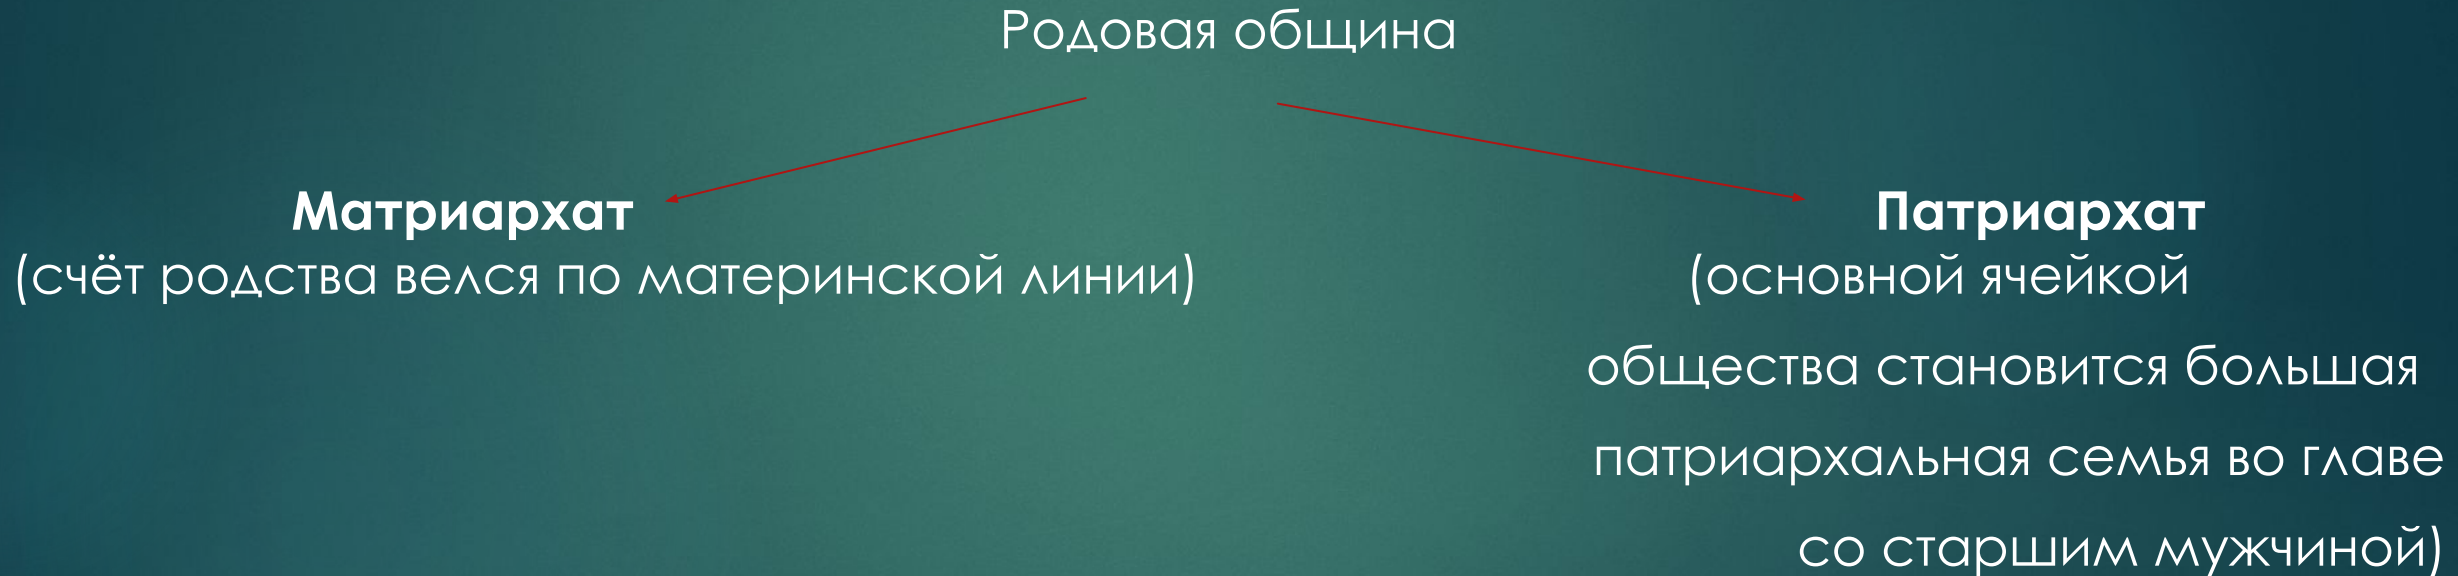 Родовая община
Матриархат
(счёт родства велся по материнской линии)
Патриархат
(основной ячейкой
общества становится большая
патриархальная семья во главе
со старшим мужчиной)